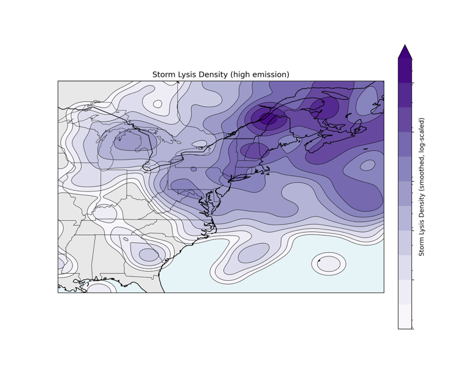 Storm Lysis Density (high emission)
Storm Lysis Density (smoothed, log-scaled)